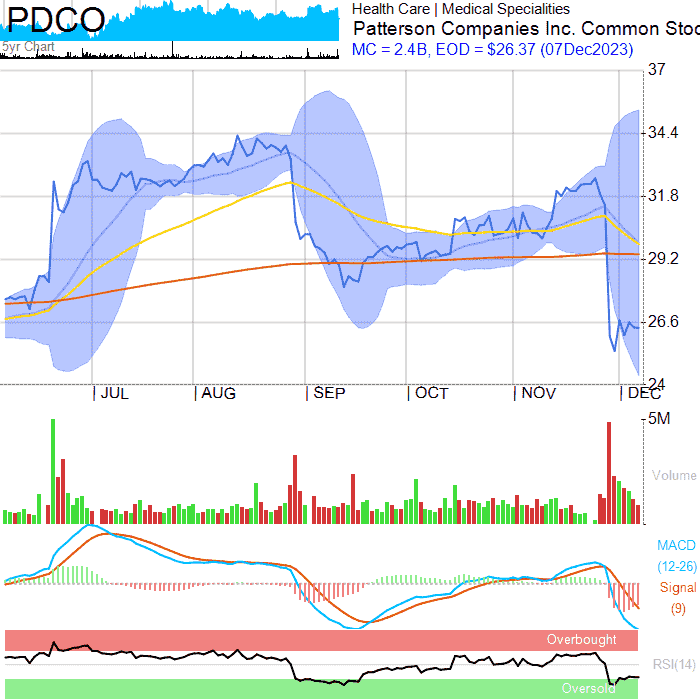 PDCO
5yr Chart
Health Care | Medical Specialities
Patterson Companies Inc. Common Stoc
MC = 2.4B, EOD = $26.37 (07Dec2023)
37
34.4
31.8
29.2
26.6
24
| JUL | AUG | SEP | OCT | NOV | DEC
5M
Volume
MACD
(12-26)
Signal
(9)
Overbought
RSI(14)
Oversold